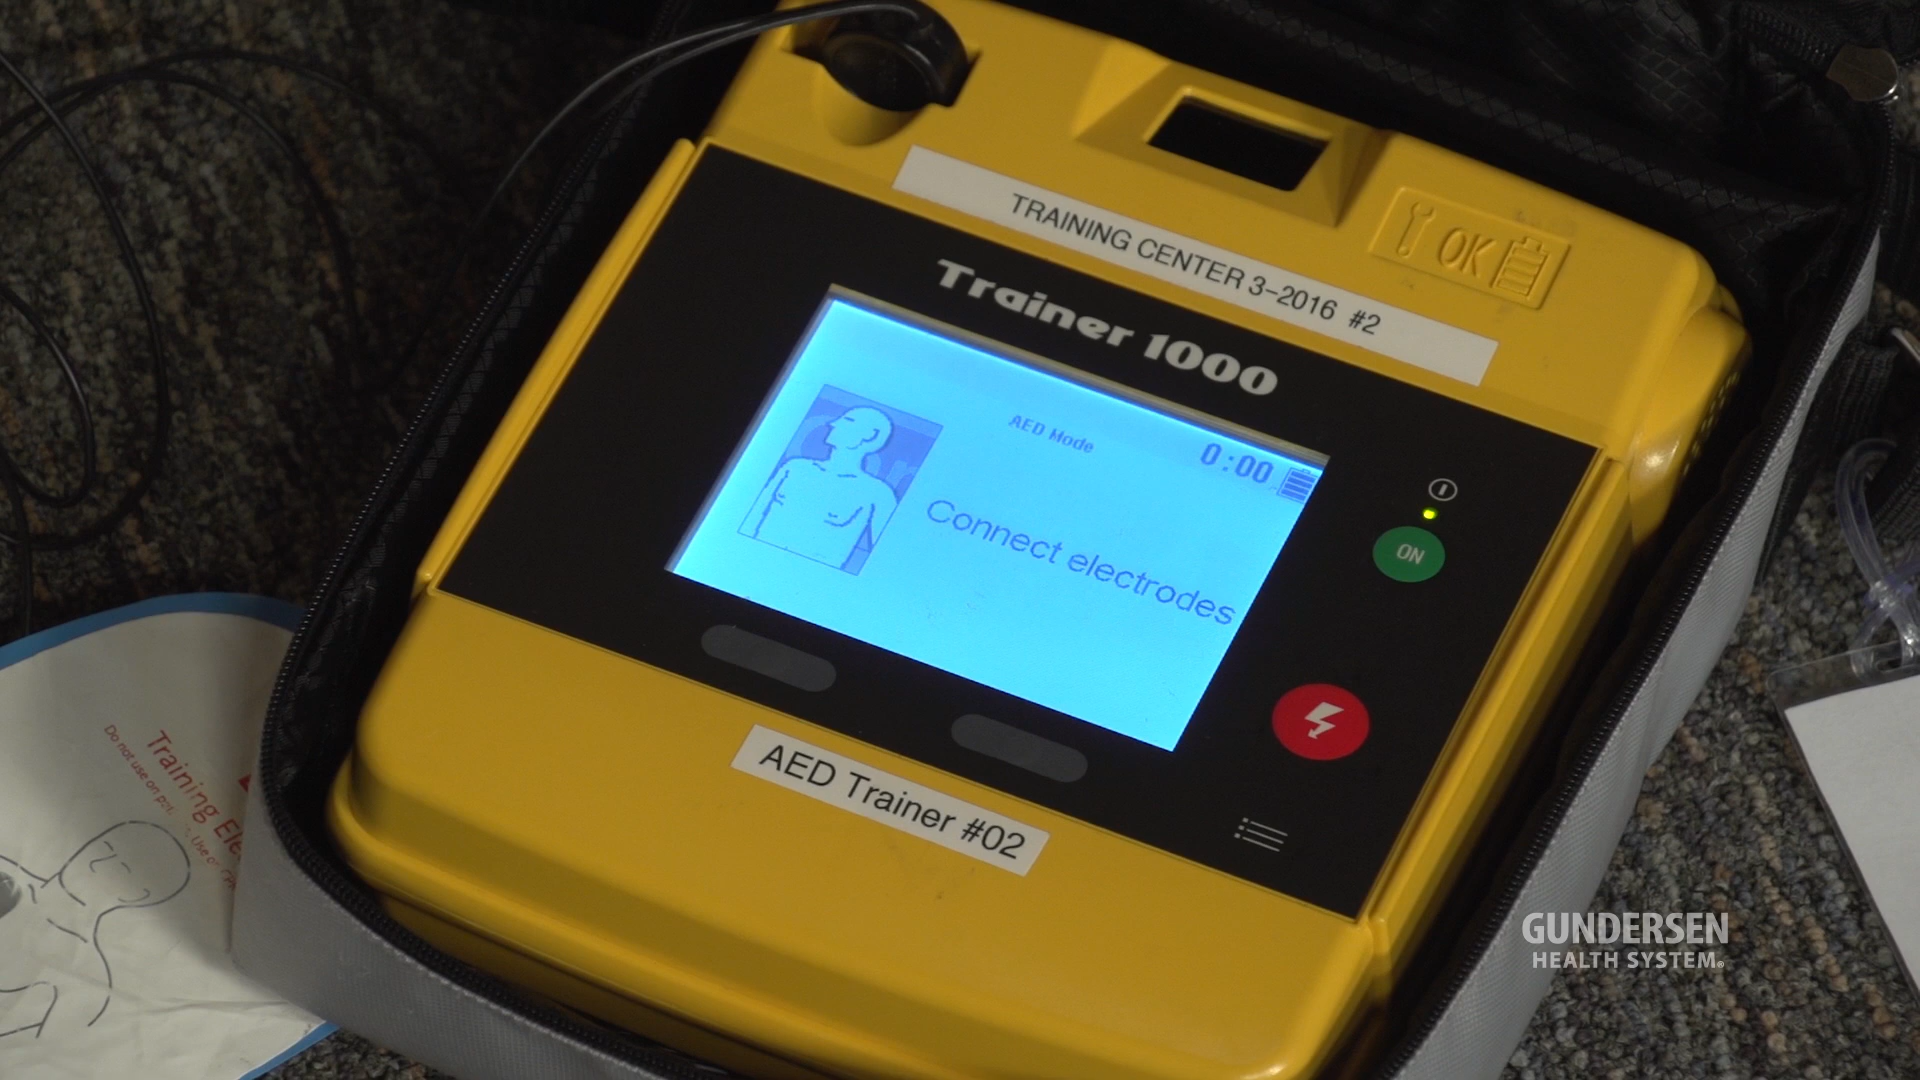 TRAINING CENTER 3-2016 #2
OK
Trainer 1000
AED Mode
0:00
Connect electrodes
ON
AED Trainer #02
Training
Do not use on
GUNDERSEN
HEALTH SYSTEM®